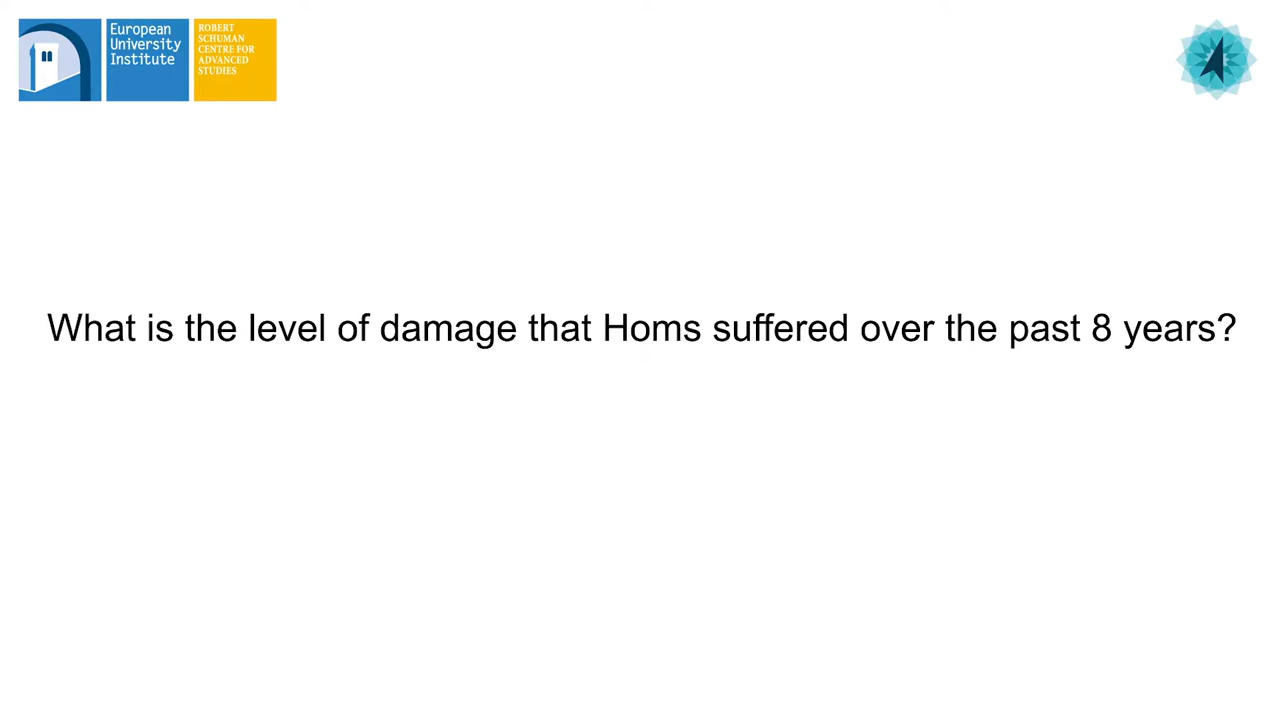 European
University
Institute
ROBERT
SCHUMAN
CENTRE FOR
ADVANCED
STUDIES
What is the level of damage that Homs suffered over the past 8 years?